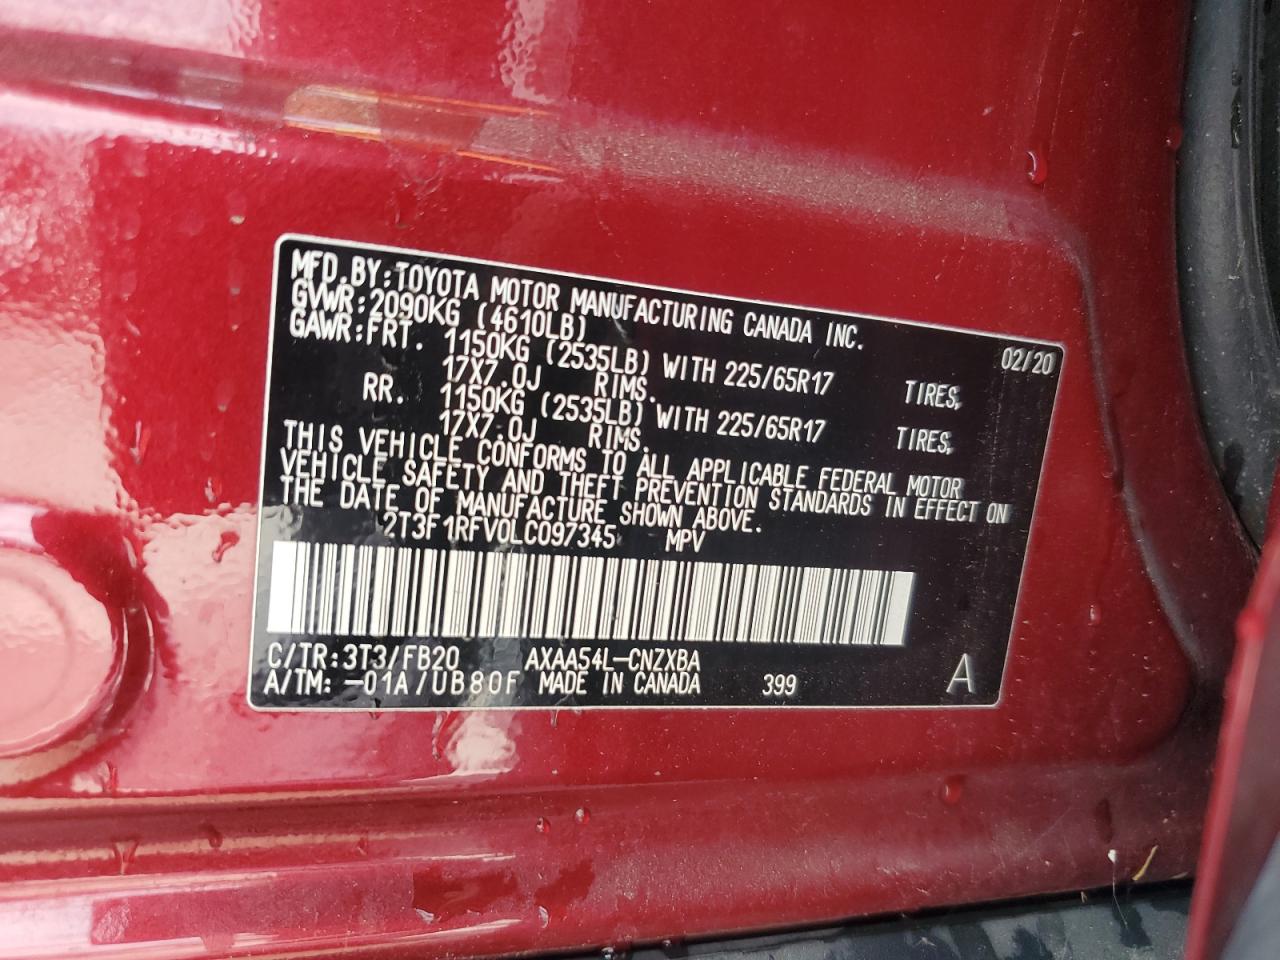 MFD.BY:TOYOTA MOTOR MANUFACTURING CANADA INC.
GVWR:2090KG (4610LB) 02/20
GAWR:FRT. 1150KG (2535LB) WITH 225/65R17 TIRES,
17X7.0J RIMS.
RR. 1150KG (2535LB) WITH 225/65R17 TIRES,
17X7.0J RIMS.
THIS VEHICLE CONFORMS TO ALL APPLICABLE FEDERAL MOTOR
VEHICLE SAFETY AND THEFT PREVENTION STANDARDS IN EFFECT ON
THE DATE OF MANUFACTURE SHOWN ABOVE.
2T3F1RFV0LC097345 MPV
C/TR:3T3/FB20 AXAA54L-CNZXBA
A/TM:-01A/UB80F MADE IN CANADA 399 A